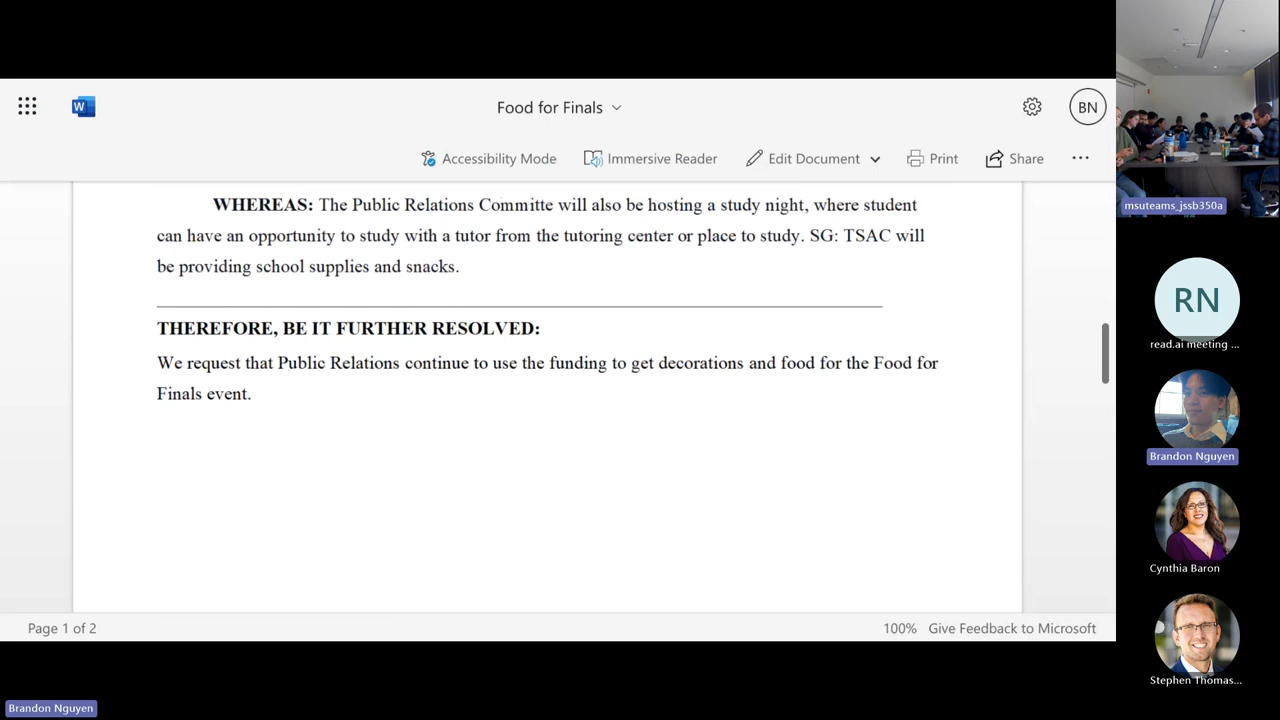 W
Food for Finals
BN
Accessibility Mode
Immersive Reader
Edit Document
Print
Share
WHEREAS: The Public Relations Committe will also be hosting a study night, where student
can have an opportunity to study with a tutor from the tutoring center or place to study. SG: TSAC will
be providing school supplies and snacks.
THEREFORE, BE IT FURTHER RESOLVED:
We request that Public Relations continue to use the funding to get decorations and food for the Food for
Finals event.
Page 1 of 2
100%
Give Feedback to Microsoft
Brandon Nguyen
msuteams_jssb350a
RN
read.ai meeting ...
Brandon Nguyen
Cynthia Baron
Stephen Thomas...